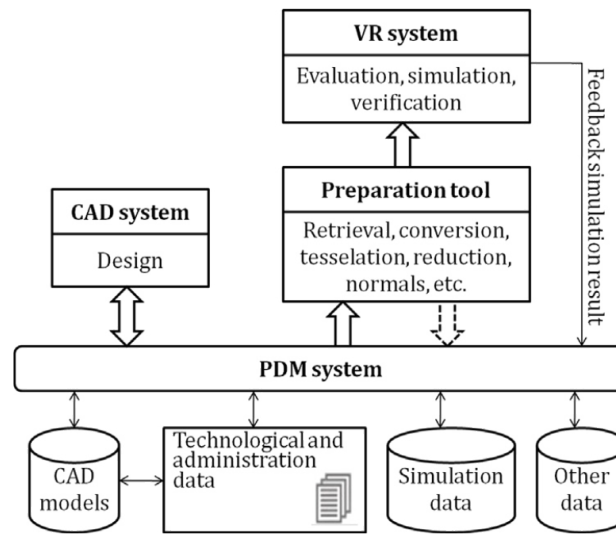 VR system
Evaluation, simulation,
verification
Feedback simulation result
Preparation tool
Retrieval, conversion,
tesselation, reduction,
normals, etc.
CAD system
Design
PDM system
CAD
models
Technological and
administration
data
Simulation
data
Other
data